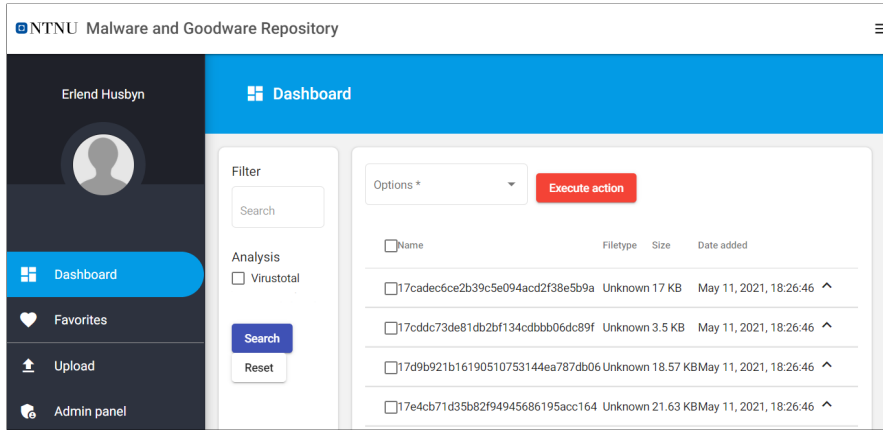 NTNU Malware and Goodware Repository
Erlend Husbyn
Dashboard
Favorites
Upload
Admin panel
Dashboard
Filter
Search
Analysis
Virustotal
Search
Reset
Options *
Execute action
Name Filetype Size Date added
17cadec6ce2b39c5e094acd2f38e5b9a Unknown 17 KB May 11, 2021, 18:26:46
17cddc73de81db2bf134cdbbb06dc89f Unknown 3.5 KB May 11, 2021, 18:26:46
17d9b921b16190510753144ea787db06 Unknown 18.57 KB May 11, 2021, 18:26:46
17e4cb71d35b82f94945686195acc164 Unknown 21.63 KB May 11, 2021, 18:26:46